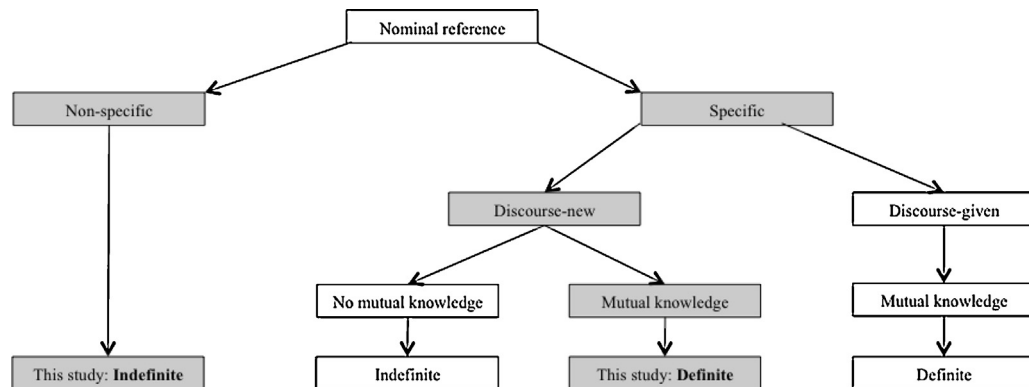 Nominal reference
Non-specific
Specific
Discourse-new
Discourse-given
No mutual knowledge
Mutual knowledge
Mutual knowledge
This study: Indefinite
Indefinite
This study: Definite
Definite